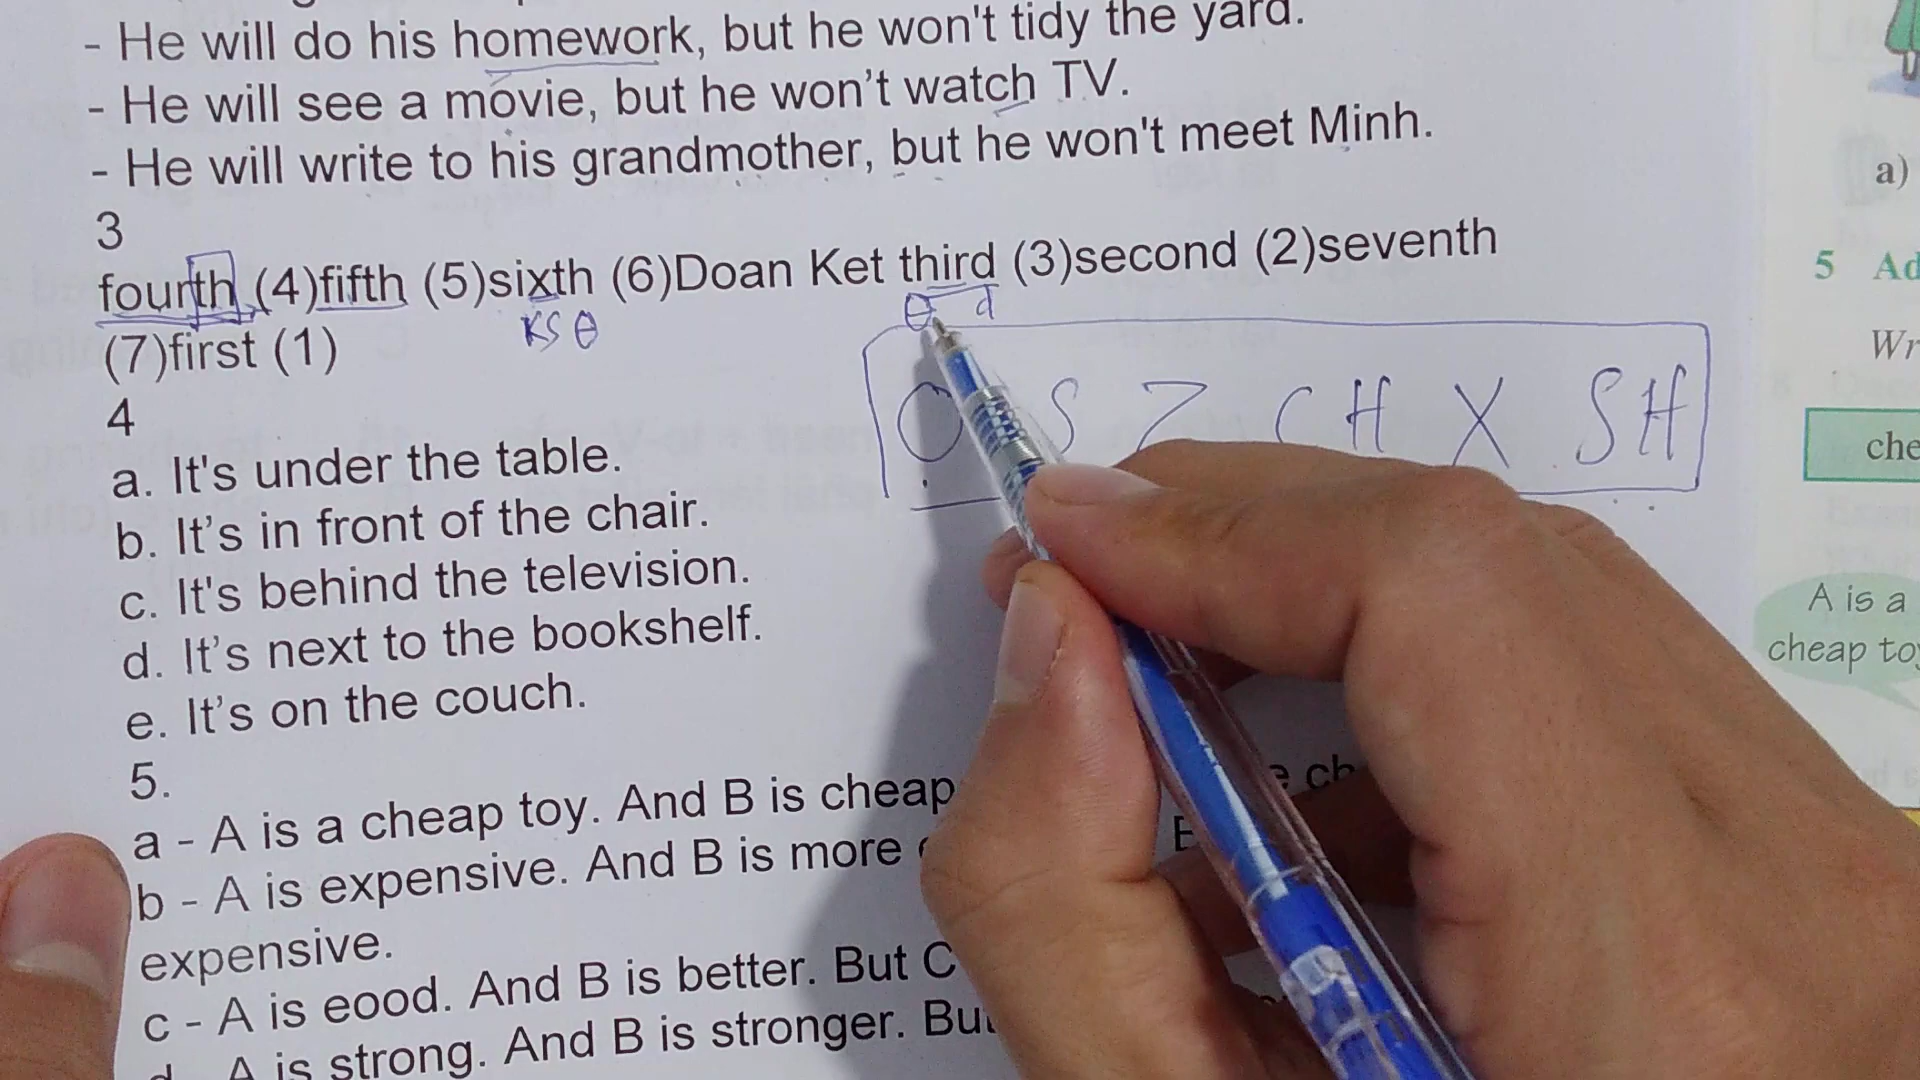 - He will do his homework, but he won't tidy the yard.
- He will see a movie, but he won't watch TV.
- He will write to his grandmother, but he won't meet Minh.
3
fourth (4)fifth (5)sixth (6)Doan Ket third (3)second (2)seventh
KS θ
θ d
(7)first (1)
O S Z CH X SH
4
a. It's under the table.
b. It's in front of the chair.
c. It's behind the television.
d. It's next to the bookshelf.
e. It's on the couch.
5.
a - A is a cheap toy. And B is cheap
b - A is expensive. And B is more
expensive.
c - A is eood. And B is better. But C
A is strong. And B is stronger.
a)
5 Ad
Wr
che
A is a
cheap toy